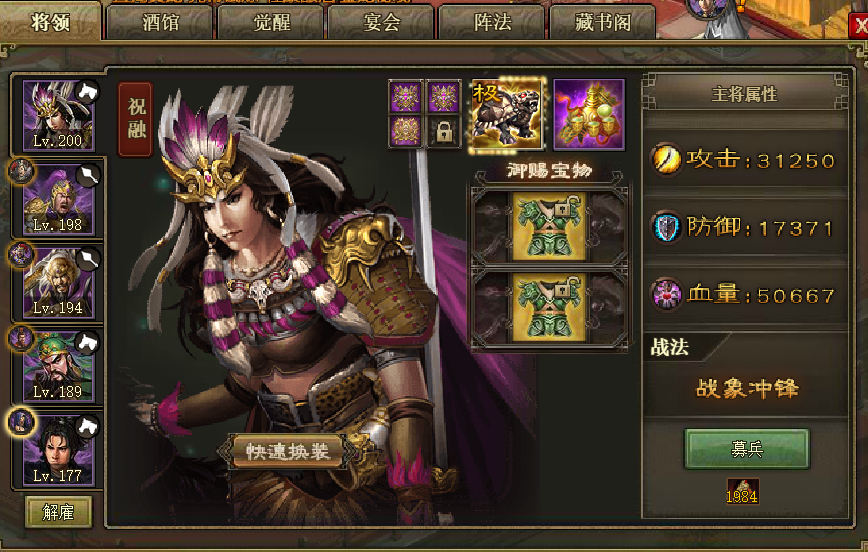 将领
酒馆
觉醒
宴会
阵法
藏书阁
X
Lv.200
Lv.198
Lv.194
Lv.189
Lv.177
解雇
祝融
极
御赐宝物
快速换装
主将属性
攻击:31250
防御:17371
血量:50667
战法
战象冲锋
募兵
1984